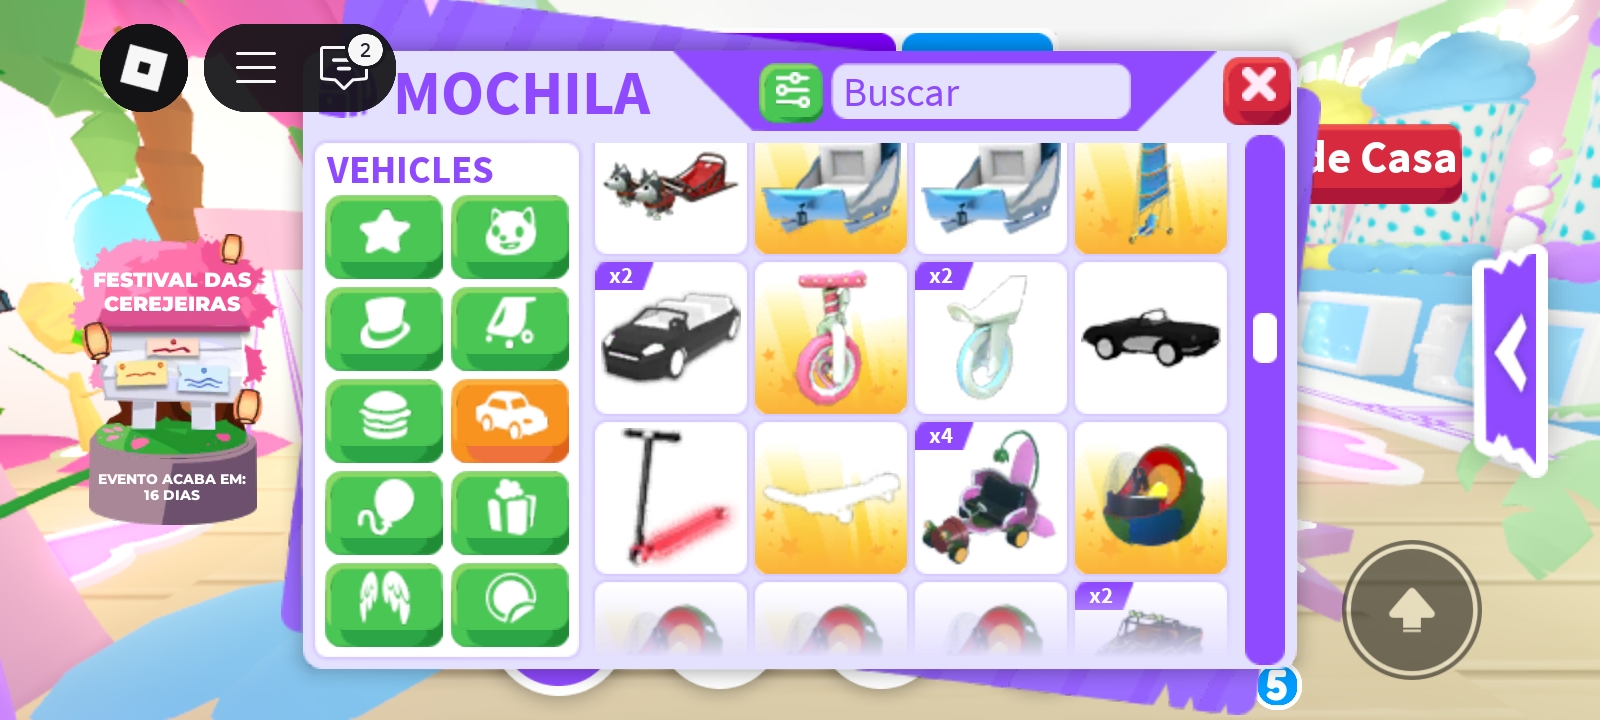 2
MOCHILA
Buscar
Welcome
de Casa
VEHICLES
x2
x2
x4
x2
FESTIVAL DAS
CEREJEIRAS
EVENTO ACABA EM:
16 DIAS
5